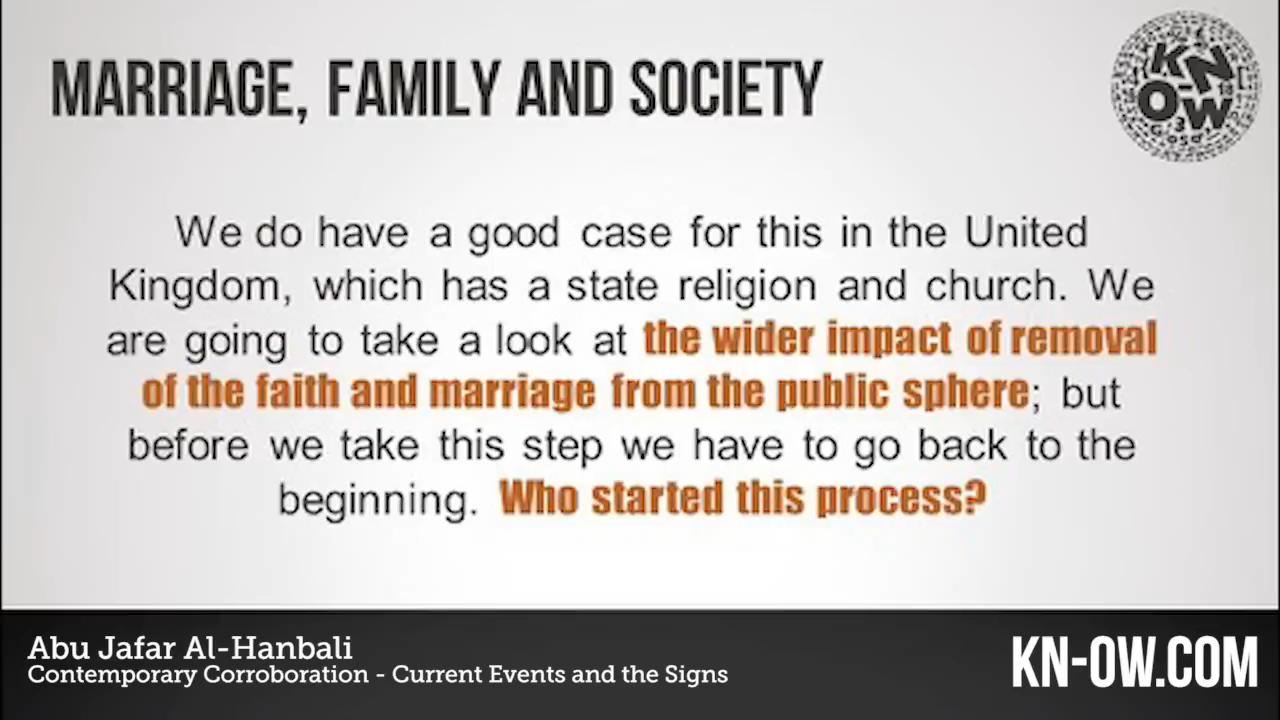 MARRIAGE, FAMILY AND SOCIETY
KN
OW
We do have a good case for this in the United
Kingdom, which has a state religion and church. We
are going to take a look at the wider impact of removal
of the faith and marriage from the public sphere; but
before we take this step we have to go back to the
beginning. Who started this process?
Abu Jafar Al-Hanbali
Contemporary Corroboration - Current Events and the Signs
KN-OW.COM